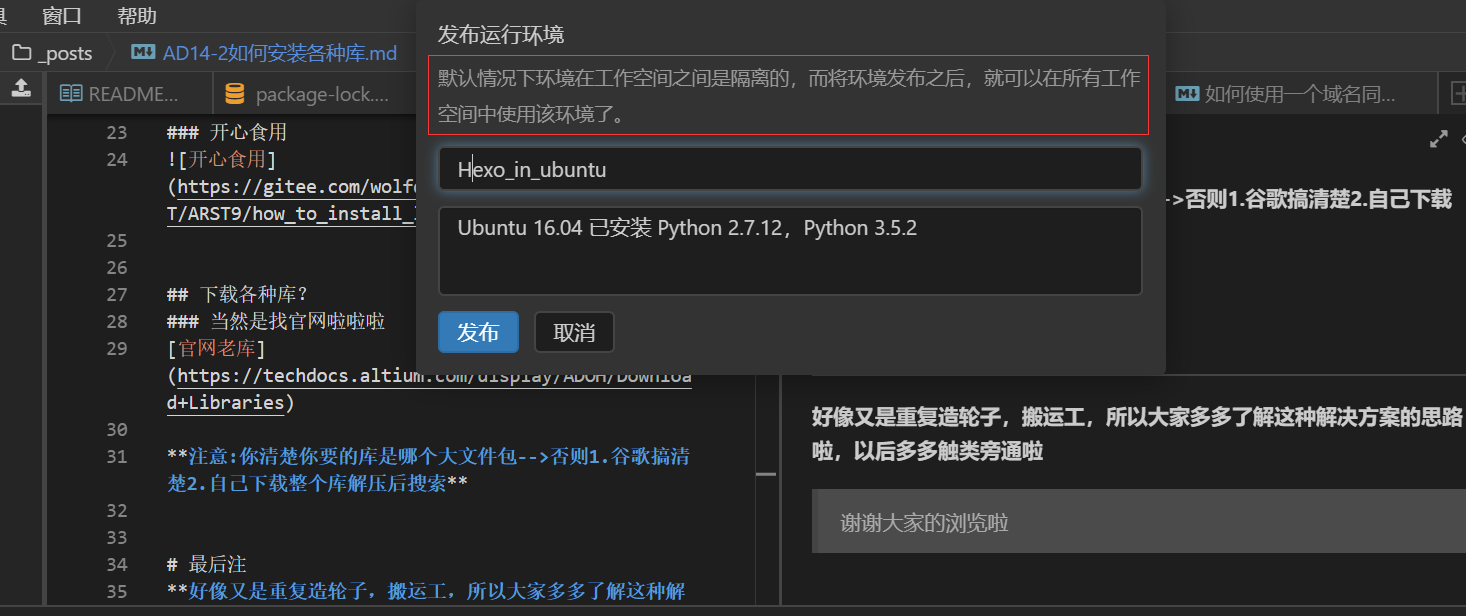 具 窗口 帮助
_posts AD14-2如何安装各种库.md
README... package-lock.... 如何使用一个域名同...
发布运行环境
默认情况下环境在工作空间之间是隔离的，而将环境发布之后，就可以在所有工作
空间中使用该环境了。
Hexo_in_ubuntu
Ubuntu 16.04 已安装 Python 2.7.12，Python 3.5.2
发布 取消
23 ### 开心食用
24 ![开心食用]
(https://gitee.com/wolf
T/ARST9/how_to_install_
25
26
27 ## 下载各种库？
28 ### 当然是找官网啦啦啦
29 [官网老库]
(https://techdocs.altium.com/display/ADOH/Downloa
d+Libraries)
30
31 **注意:你清楚你要的库是哪个大文件包-->否则1.谷歌搞清
楚2.自己下载整个库解压后搜索**
32
33
34 # 最后注
35 **好像又是重复造轮子，搬运工，所以大家多多了解这种解
->否则1.谷歌搞清楚2.自己下载
好像又是重复造轮子，搬运工，所以大家多多了解这种解决方案的思路
啦，以后多多触类旁通啦
谢谢大家的浏览啦